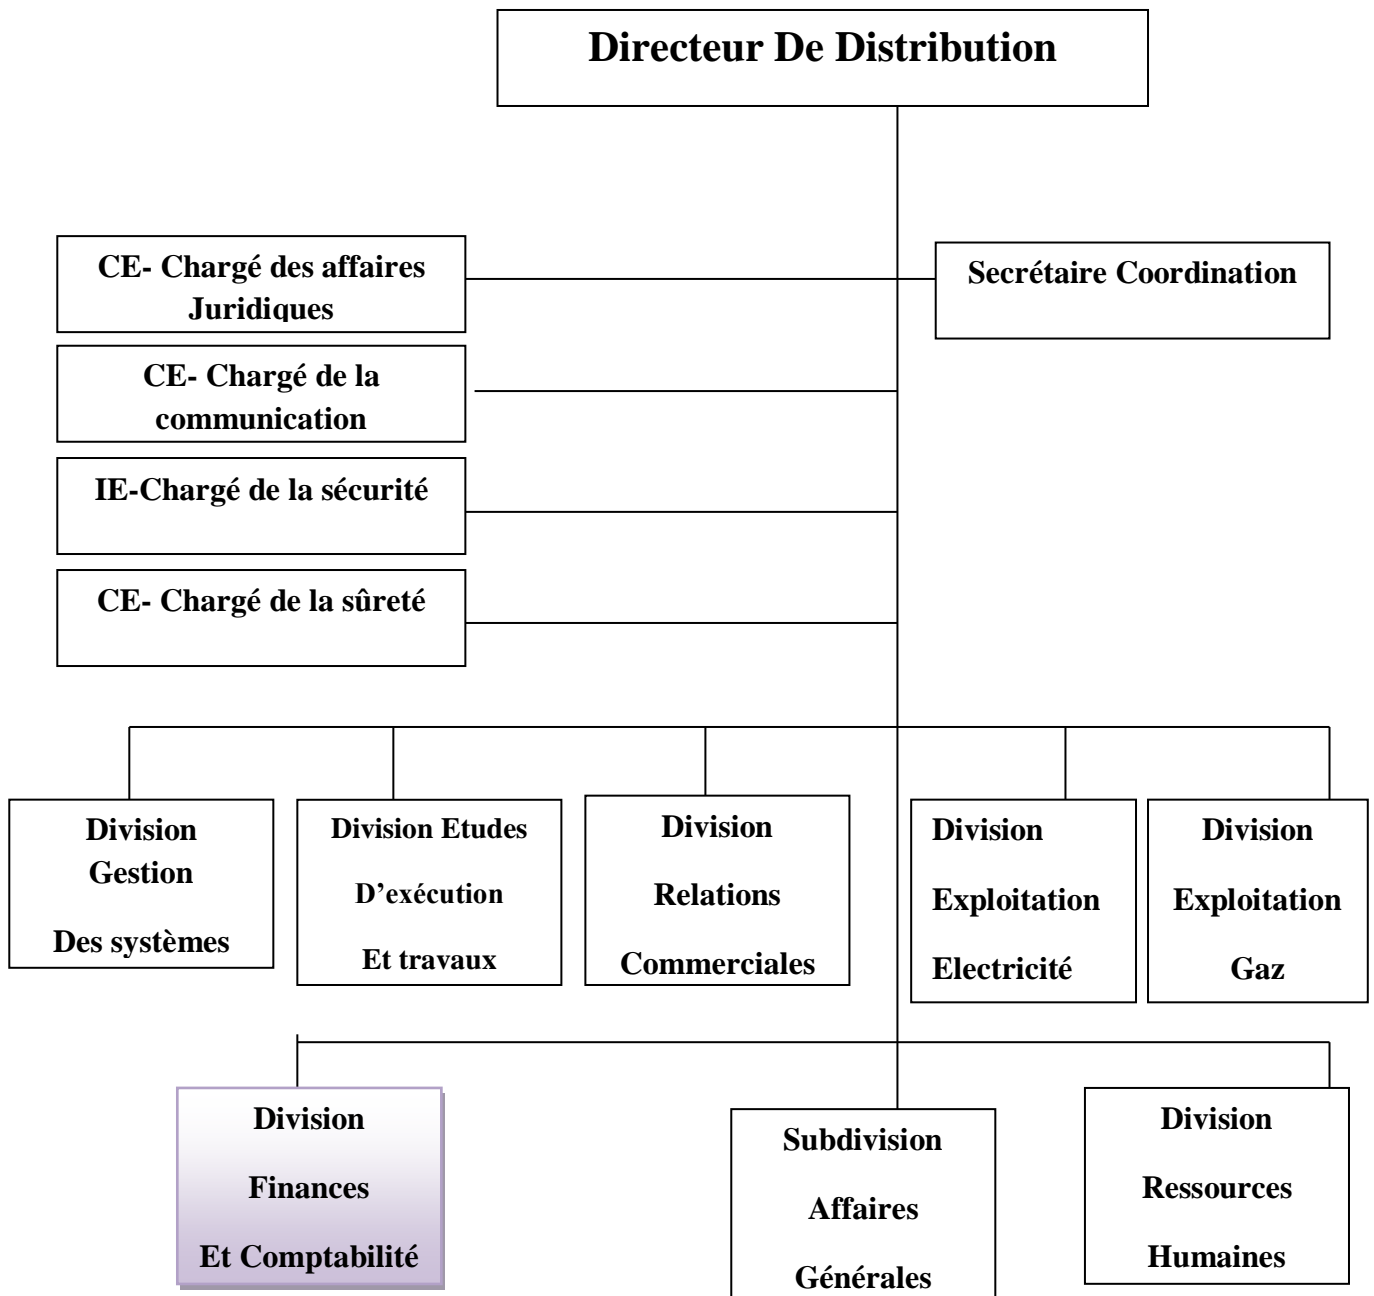 Directeur De Distribution
CE- Chargé des affaires
Juridiques
Secrétaire Coordination
CE- Chargé de la
communication
IE-Chargé de la sécurité
CE- Chargé de la sûreté
Division
Gestion
Des systèmes
Division Etudes
D’exécution
Et travaux
Division
Relations
Commerciales
Division
Exploitation
Electricité
Division
Exploitation
Gaz
Division
Finances
Et Comptabilité
Subdivision
Affaires
Générales
Division
Ressources
Humaines